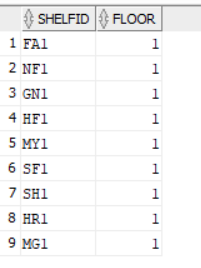 SHELFID FLOOR
1 FA1 1
2 NF1 1
3 GN1 1
4 HF1 1
5 MY1 1
6 SF1 1
7 SH1 1
8 HR1 1
9 MG1 1